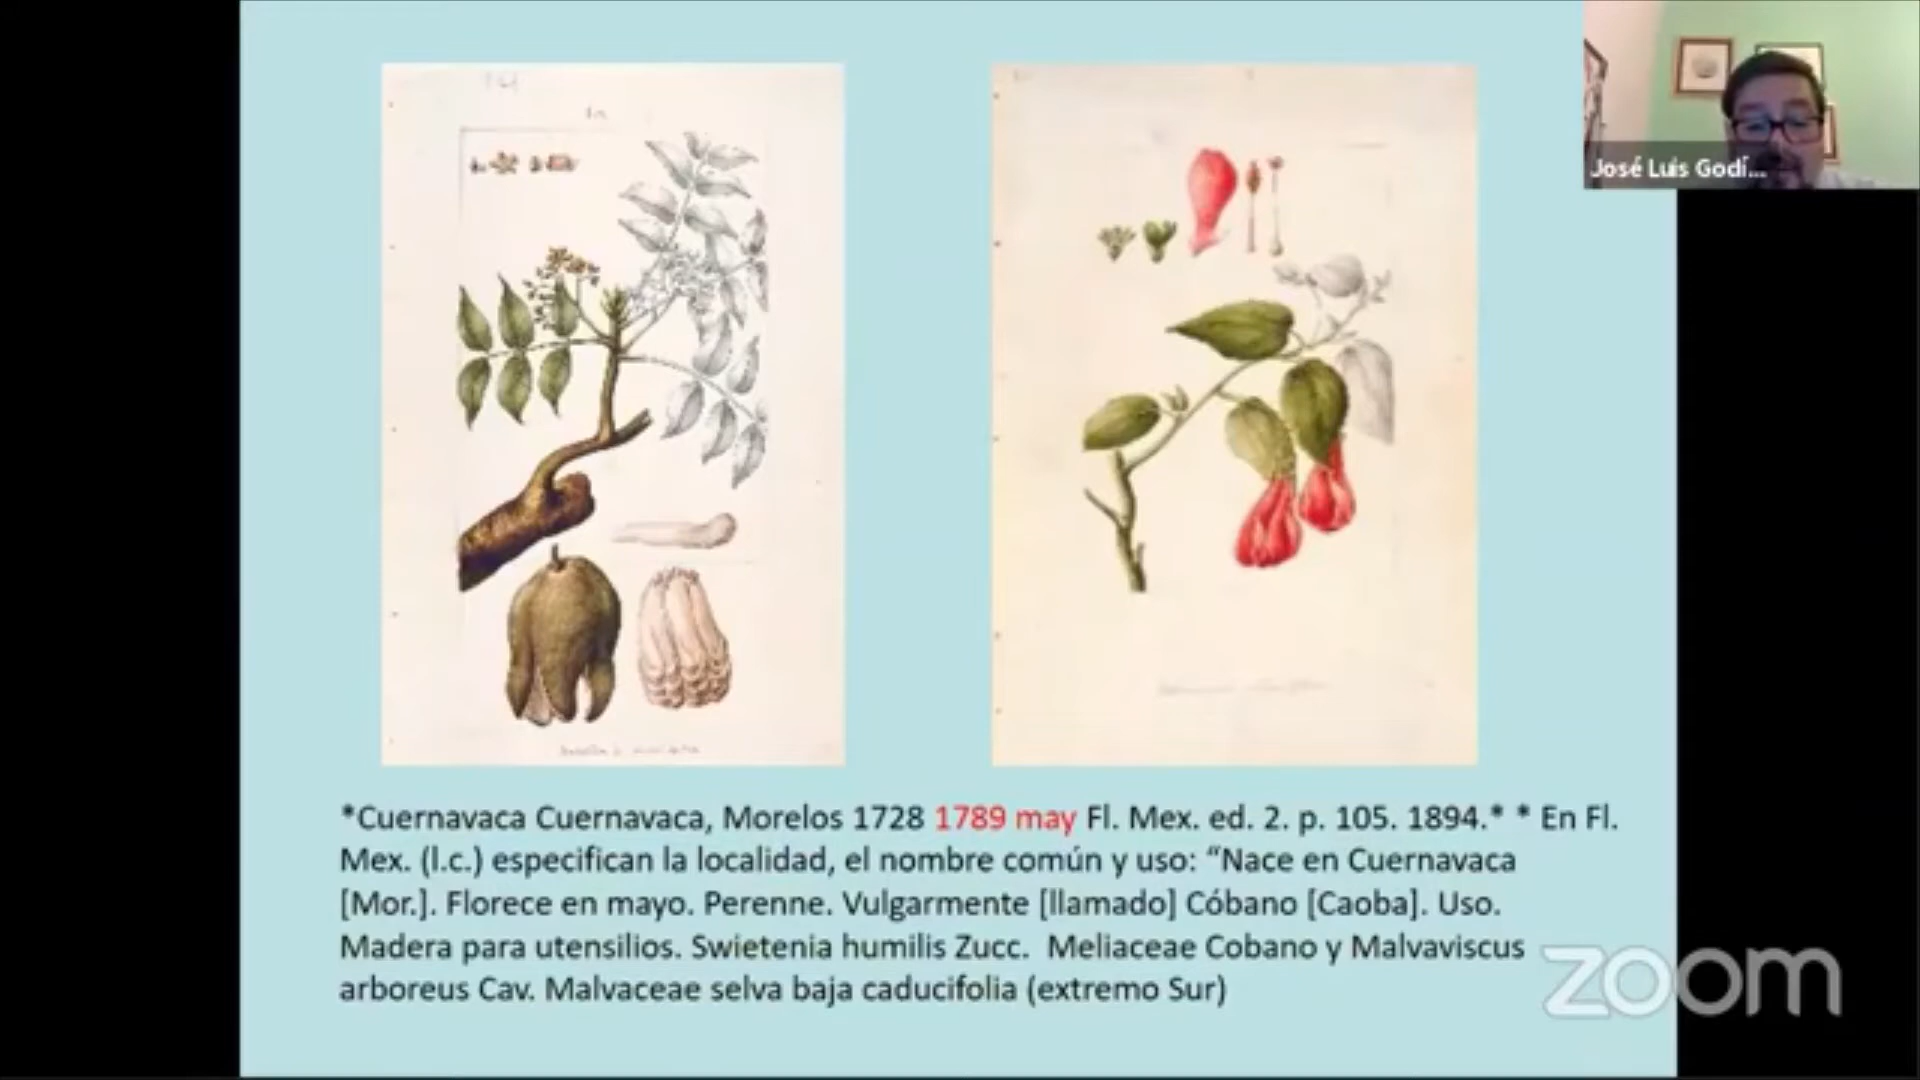 José Luis Godí...
*Cuernavaca Cuernavaca, Morelos 1728 1789 may Fl. Mex. ed. 2. p. 105. 1894.* * En Fl.
Mex. (l.c.) especifican la localidad, el nombre común y uso: “Nace en Cuernavaca
[Mor.]. Florece en mayo. Perenne. Vulgarmente [llamado] Cóbano [Caoba]. Uso.
Madera para utensilios. Swietenia humilis Zucc. Meliaceae Cobano y Malvaviscus
arboreus Cav. Malvaceae selva baja caducifolia (extremo Sur)
zoom